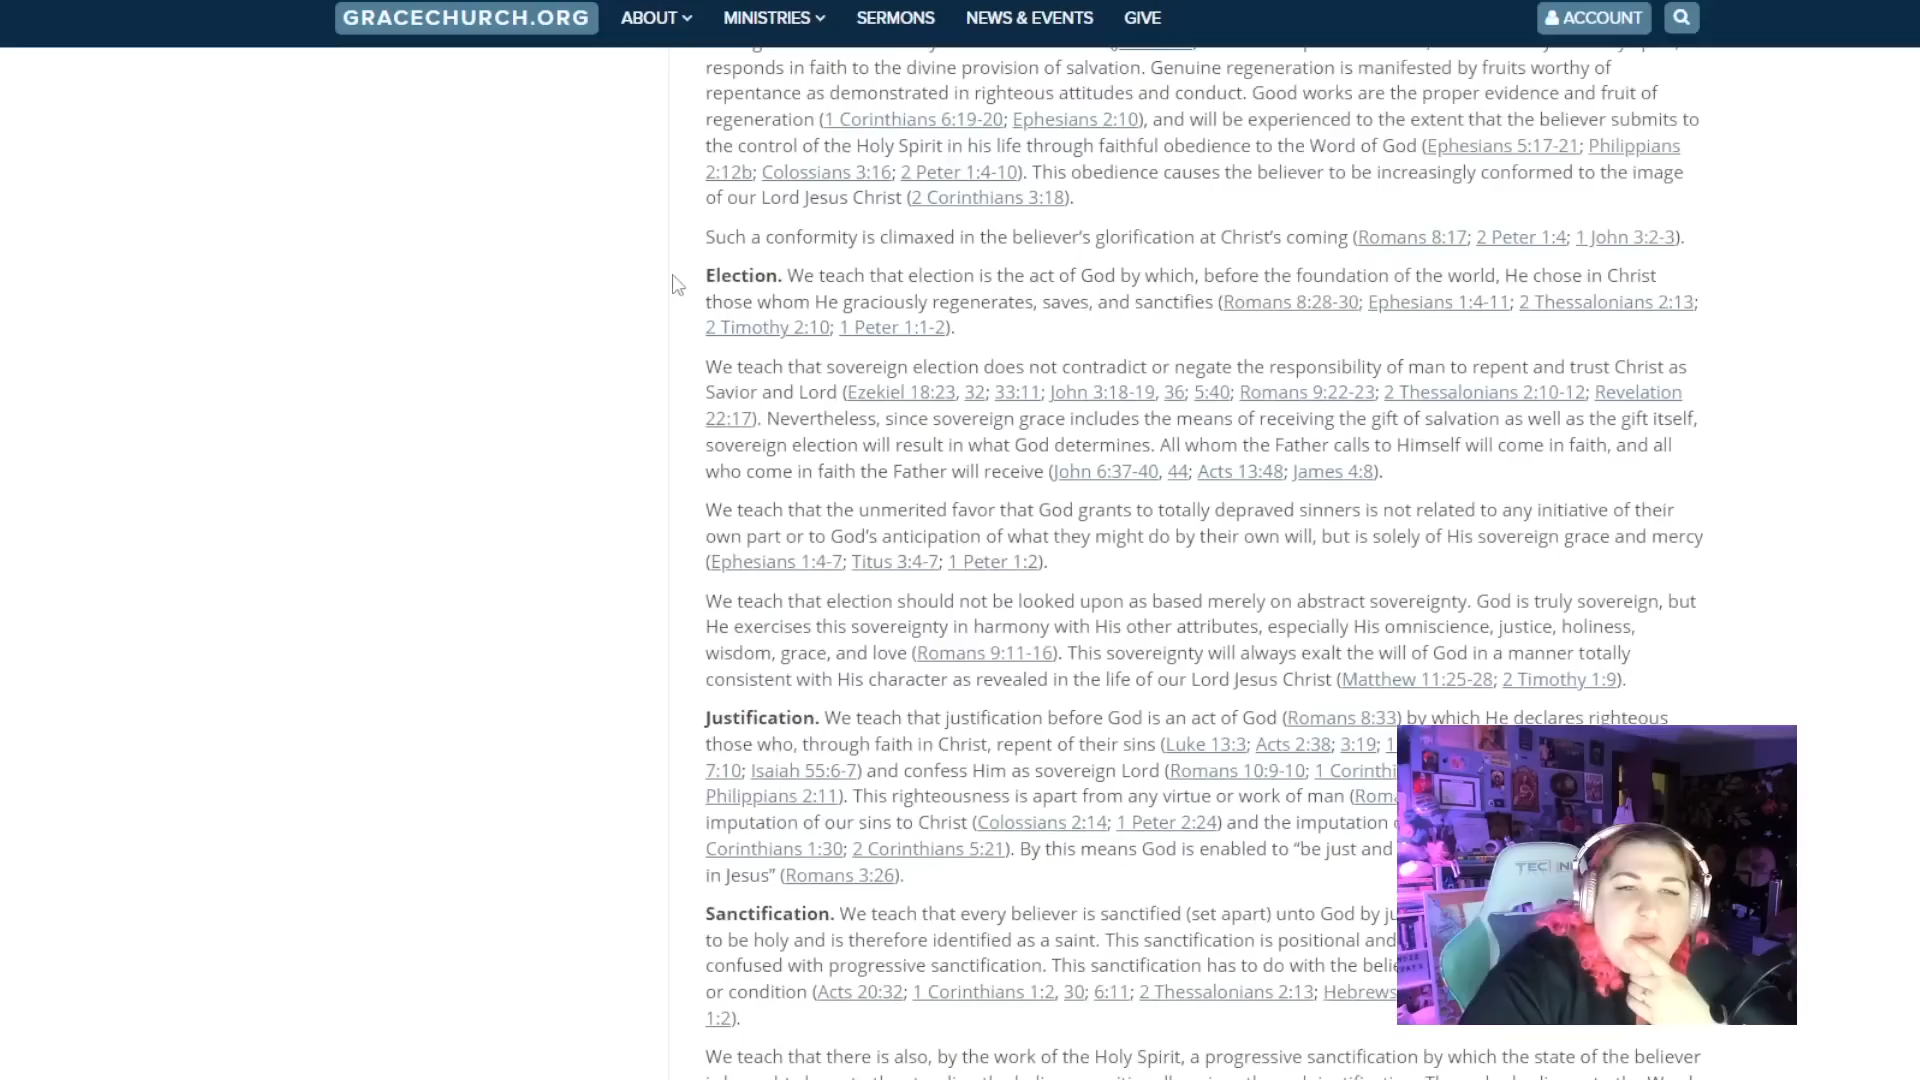 GRACECHURCH.ORG ABOUT MINISTRIES SERMONS NEWS & EVENTS GIVE ACCOUNT
responds in faith to the divine provision of salvation. Genuine regeneration is manifested by fruits worthy of
repentance as demonstrated in righteous attitudes and conduct. Good works are the proper evidence and fruit of
regeneration (1 Corinthians 6:19-20; Ephesians 2:10), and will be experienced to the extent that the believer submits to
the control of the Holy Spirit in his life through faithful obedience to the Word of God (Ephesians 5:17-21; Philippians
2:12b; Colossians 3:16; 2 Peter 1:4-10). This obedience causes the believer to be increasingly conformed to the image
of our Lord Jesus Christ (2 Corinthians 3:18).
Such a conformity is climaxed in the believer's glorification at Christ's coming (Romans 8:17; 2 Peter 1:4; 1 John 3:2-3).
Election. We teach that election is the act of God by which, before the foundation of the world, He chose in Christ
those whom He graciously regenerates, saves, and sanctifies (Romans 8:28-30; Ephesians 1:4-11; 2 Thessalonians 2:13;
2 Timothy 2:10; 1 Peter 1:1-2).
We teach that sovereign election does not contradict or negate the responsibility of man to repent and trust Christ as
Savior and Lord (Ezekiel 18:23, 32; 33:11; John 3:18-19, 36; 5:40; Romans 9:22-23; 2 Thessalonians 2:10-12; Revelation
22:17). Nevertheless, since sovereign grace includes the means of receiving the gift of salvation as well as the gift itself,
sovereign election will result in what God determines. All whom the Father calls to Himself will come in faith, and all
who come in faith the Father will receive (John 6:37-40, 44; Acts 13:48; James 4:8).
We teach that the unmerited favor that God grants to totally depraved sinners is not related to any initiative of their
own part or to God's anticipation of what they might do by their own will, but is solely of His sovereign grace and mercy
(Ephesians 1:4-7; Titus 3:4-7; 1 Peter 1:2).
We teach that election should not be looked upon as based merely on abstract sovereignty. God is truly sovereign, but
He exercises this sovereignty in harmony with His other attributes, especially His omniscience, justice, holiness,
wisdom, grace, and love (Romans 9:11-16). This sovereignty will always exalt the will of God in a manner totally
consistent with His character as revealed in the life of our Lord Jesus Christ (Matthew 11:25-28; 2 Timothy 1:9).
Justification. We teach that justification before God is an act of God (Romans 8:33) by which He declares righteous
those who, through faith in Christ, repent of their sins (Luke 13:3; Acts 2:38; 3:19; 1
7:10; Isaiah 55:6-7) and confess Him as sovereign Lord (Romans 10:9-10; 1 Corinthi
Philippians 2:11). This righteousness is apart from any virtue or work of man (Roma
imputation of our sins to Christ (Colossians 2:14; 1 Peter 2:24) and the imputation
Corinthians 1:30; 2 Corinthians 5:21). By this means God is enabled to “be just and
in Jesus” (Romans 3:26).
TECHNI
Sanctification. We teach that every believer is sanctified (set apart) unto God by ju
to be holy and is therefore identified as a saint. This sanctification is positional and
confused with progressive sanctification. This sanctification has to do with the belie
or condition (Acts 20:32; 1 Corinthians 1:2, 30; 6:11; 2 Thessalonians 2:13; Hebrews
1:2).
We teach that there is also, by the work of the Holy Spirit, a progressive sanctification by which the state of the believer